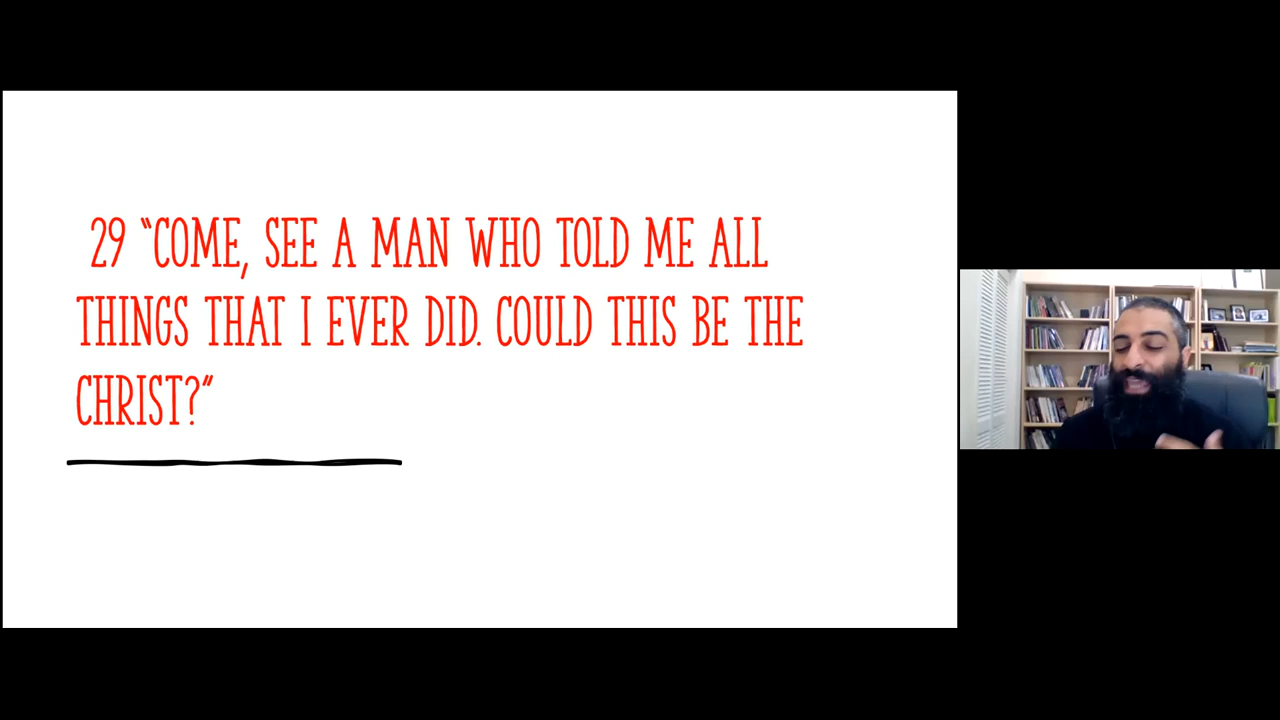 29 “COME, SEE A MAN WHO TOLD ME ALL
THINGS THAT I EVER DID. COULD THIS BE THE
CHRIST?”